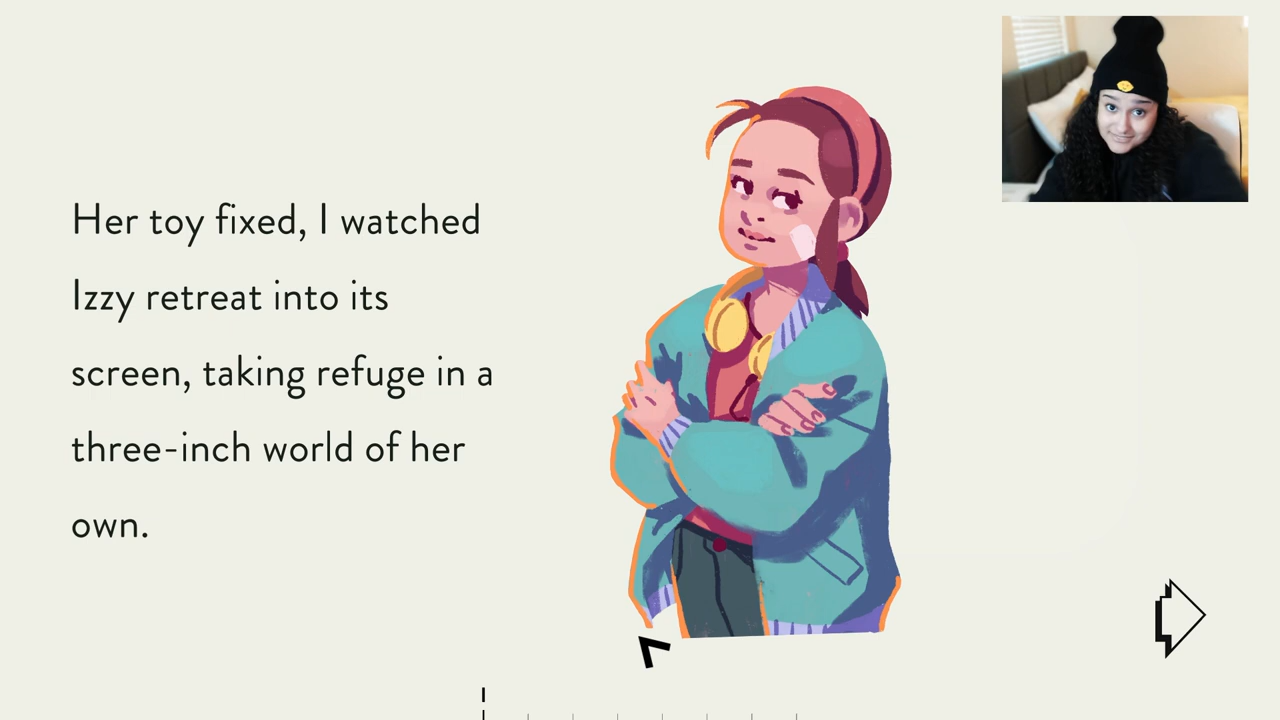 Her toy fixed, I watched
Izzy retreat into its
screen, taking refuge in a
three-inch world of her
own.